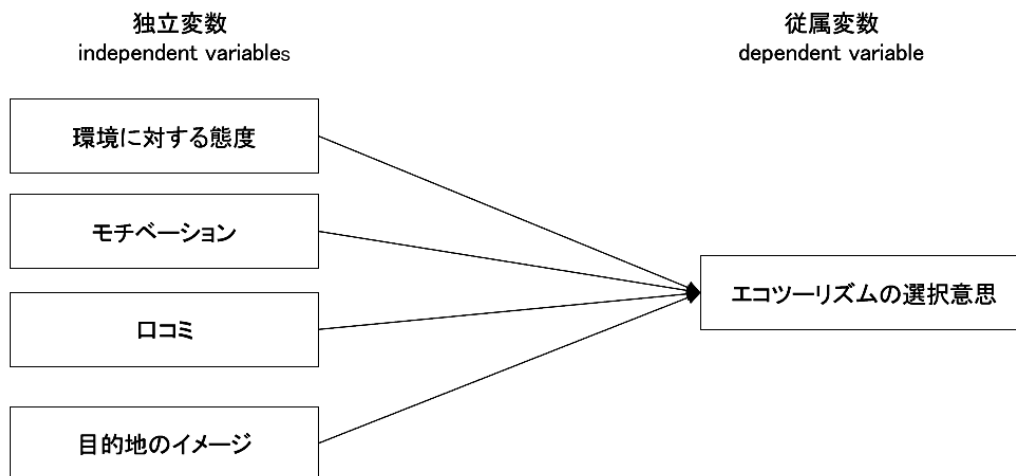 独立変数
independent variables
従属変数
dependent variable
環境に対する態度
モチベーション
口コミ
目的地のイメージ
エコツーリズムの選択意思